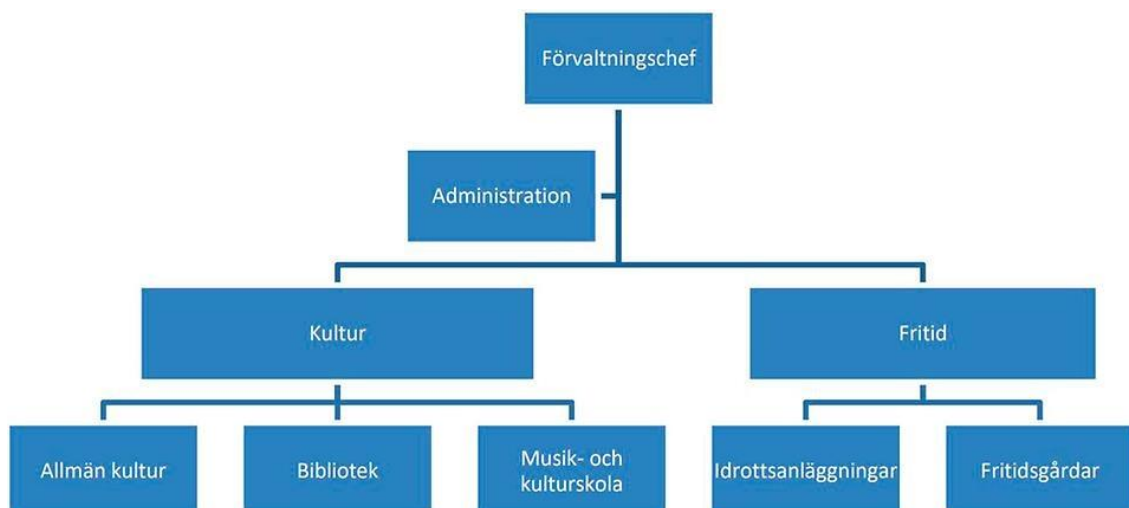 Förvaltningschef
Administration
Kultur
Fritid
Allmän kultur
Bibliotek
Musik- och
kulturskola
Idrottsanläggningar
Fritidsgårdar